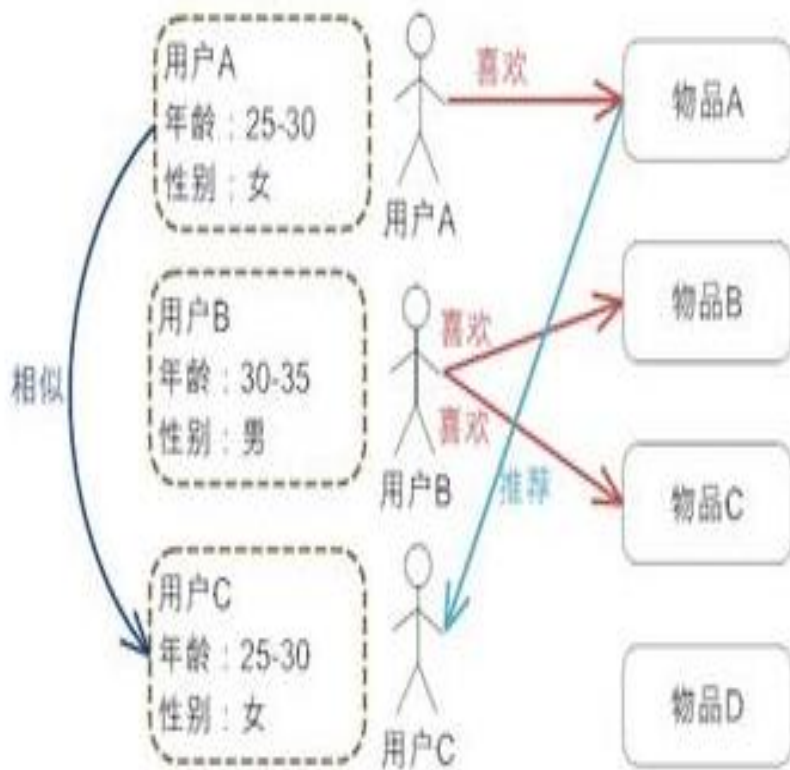 用户A
年龄：25-30
性别：女
用户A
喜欢
物品A
用户B
年龄：30-35
性别：男
用户B
喜欢
喜欢
物品B
物品C
相似
推荐
用户C
年龄：25-30
性别：女
用户C
物品D